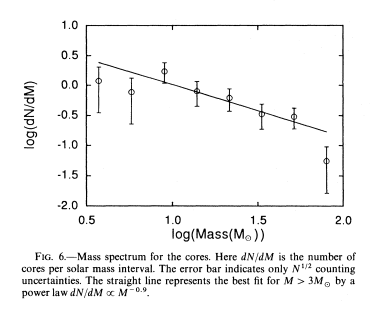 1.0
0.5
0.0
-0.5
-1.0
-1.5
-2.0
log(dN/dM)
0.5
1.0
1.5
2.0
log(Mass(M⊙))
FIG. 6.—Mass spectrum for the cores. Here dN/dM is the number of
cores per solar mass interval. The error bar indicates only N^{1/2} counting
uncertainties. The straight line represents the best fit for M > 3M⊙ by a
power law dN/dM ∝ M^{-0.9}.